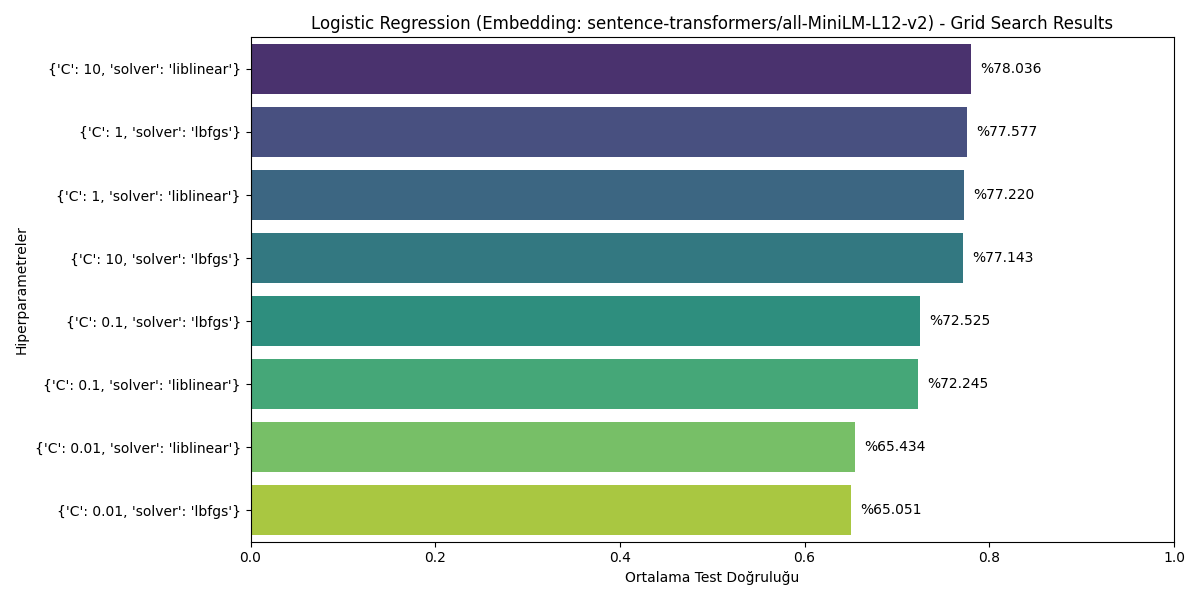 Logistic Regression (Embedding: sentence-transformers/all-MiniLM-L12-v2) - Grid Search Results
{'C': 10, 'solver': 'liblinear'} %78.036
{'C': 1, 'solver': 'lbfgs'} %77.577
{'C': 1, 'solver': 'liblinear'} %77.220
{'C': 10, 'solver': 'lbfgs'} %77.143
{'C': 0.1, 'solver': 'lbfgs'} %72.525
{'C': 0.1, 'solver': 'liblinear'} %72.245
{'C': 0.01, 'solver': 'liblinear'} %65.434
{'C': 0.01, 'solver': 'lbfgs'} %65.051
Hiperparametreler
0.0 0.2 0.4 0.6 0.8 1.0
Ortalama Test Doğruluğu